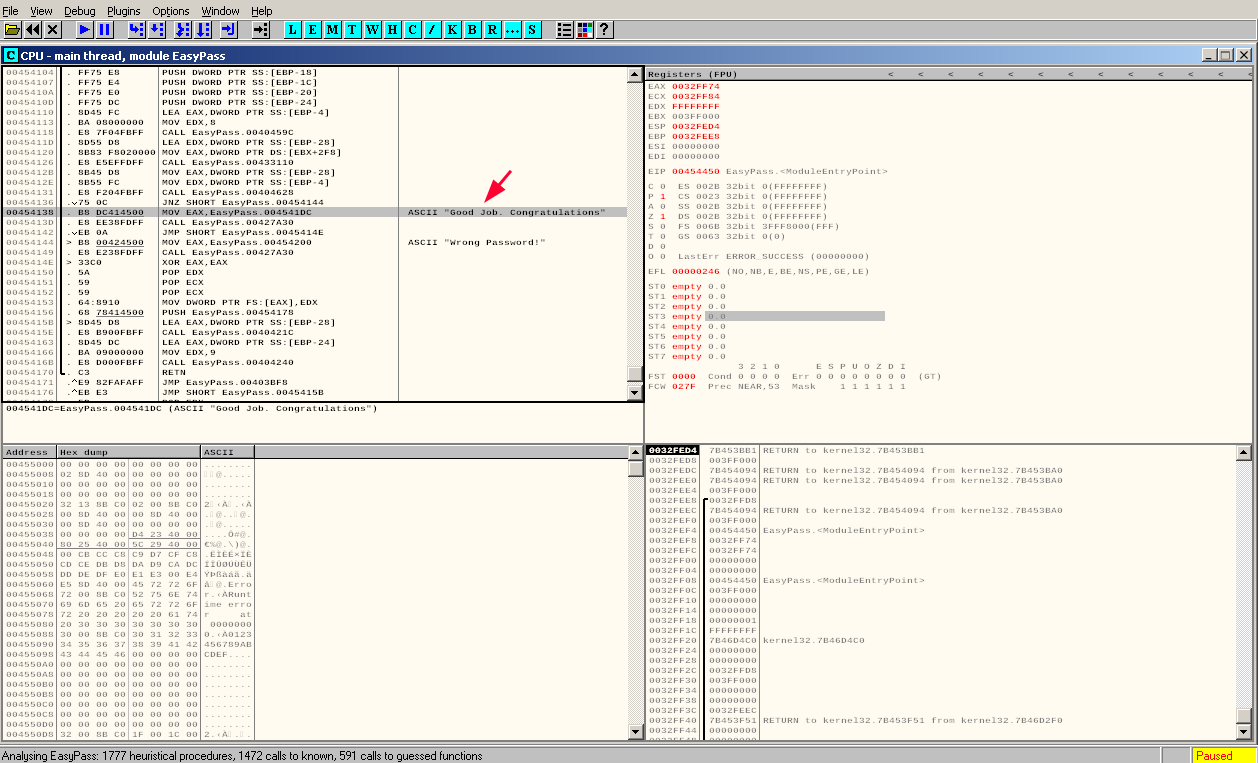 File View Debug Plugins Options Window Help
L E M T W H C / K B R ... S ?
C CPU - main thread, module EasyPass
00454104 . FF75 E8 PUSH DWORD PTR SS:[EBP-18]
00454107 . FF75 E4 PUSH DWORD PTR SS:[EBP-1C]
0045410A . FF75 E0 PUSH DWORD PTR SS:[EBP-20]
0045410D . FF75 DC PUSH DWORD PTR SS:[EBP-24]
00454110 . 8D45 FC LEA EAX,DWORD PTR SS:[EBP-4]
00454113 . BA 08000000 MOV EDX,8
00454118 . E8 7F04FBFF CALL EasyPass.0040459C
0045411D . 8D55 D8 LEA EDX,DWORD PTR SS:[EBP-28]
00454120 . 8B83 F8020000 MOV EAX,DWORD PTR DS:[EBX+2F8]
00454126 . E8 E5EFFDFF CALL EasyPass.00433110
0045412B . 8B45 D8 MOV EAX,DWORD PTR SS:[EBP-28]
0045412E . 8B55 FC MOV EDX,DWORD PTR SS:[EBP-4]
00454131 . E8 F204FBFF CALL EasyPass.00404628
00454136 . 75 0C JNZ SHORT EasyPass.00454144
00454138 . B8 DC414500 MOV EAX,EasyPass.004541DC ASCII "Good Job. Congratulations"
0045413D . E8 EE38FDFF CALL EasyPass.00427A30
00454142 . EB 0A JMP SHORT EasyPass.0045414E
00454144 > B8 00424500 MOV EAX,EasyPass.00454200 ASCII "Wrong Password!"
00454149 . E8 E238FDFF CALL EasyPass.00427A30
0045414E > 33C0 XOR EAX,EAX
00454150 . 5A POP EDX
00454151 . 59 POP ECX
00454152 . 59 POP ECX
00454153 . 64:8910 MOV DWORD PTR FS:[EAX],EDX
00454156 . 68 78414500 PUSH EasyPass.00454178
0045415B > 8D45 D8 LEA EAX,DWORD PTR SS:[EBP-28]
0045415E . E8 B900FBFF CALL EasyPass.0040421C
00454163 . 8D45 DC LEA EAX,DWORD PTR SS:[EBP-24]
00454166 . BA 09000000 MOV EDX,9
0045416B . E8 D000FBFF CALL EasyPass.00404240
00454170 . C3 RETN
00454171 .^E9 82FAFAFF JMP EasyPass.00403BF8
00454176 .^EB E3 JMP SHORT EasyPass.0045415B
004541DC=EasyPass.004541DC (ASCII "Good Job. Congratulations")
Registers (FPU) < < < < < < < < < < < < <
EAX 0032FF74
ECX 0032FF84
EDX FFFFFFFF
EBX 003FF000
ESP 0032FED4
EBP 0032FEE8
ESI 00000000
EDI 00000000
EIP 00454450 EasyPass.<ModuleEntryPoint>
C 0 ES 002B 32bit 0(FFFFFFFF)
P 1 CS 0023 32bit 0(FFFFFFFF)
A 0 SS 002B 32bit 0(FFFFFFFF)
Z 1 DS 002B 32bit 0(FFFFFFFF)
S 0 FS 006B 32bit 3FFF8000(FFF)
T 0 GS 0063 32bit 0(0)
D 0
O 0 LastErr ERROR_SUCCESS (00000000)
EFL 00000246 (NO,NB,E,BE,NS,PE,GE,LE)
ST0 empty 0.0
ST1 empty 0.0
ST2 empty 0.0
ST3 empty 0.0
ST4 empty 0.0
ST5 empty 0.0
ST6 empty 0.0
ST7 empty 0.0
3 2 1 0 E S P U O Z D I
FST 0000 Cond 0 0 0 0 Err 0 0 0 0 0 0 0 0 (GT)
FCW 027F Prec NEAR,53 Mask 1 1 1 1 1 1
Address Hex dump ASCII
00455000 00 00 00 00 00 00 00 00 ........
00455008 02 8D 40 00 00 00 00 00
00455010 00 00 00 00 00 00 00 00 ........
00455018 00 00 00 00 00 00 00 00 ........
00455020 32 13 8B C0 02 00 8B C0
00455028 00 8D 40 00 00 8D 40 00
00455030 00 8D 40 00 00 00 00 00
00455038 00 00 00 00 D4 23 40 00 ....Ô#@.
00455040 80 25 40 00 5C 29 40 00 €%@.\)@.
00455048 00 CB CC C8 C9 D7 CF C8 .ËÌÈÉ×ÏÈ
00455050 CD CE DB D8 DA D9 CA DC ÍÎÛØÚÙÊÜ
00455058 DD DE DF E0 E1 E3 00 E4 ÝÞßàáã.ä
00455060 E5 8D 40 00 45 72 72 6F
00455068 72 00 8B C0 52 75 6E 74 r.‹ÀRunt
00455070 69 6D 65 20 65 72 72 6F ime erro
00455078 72 20 20 20 20 20 61 74 r at
00455080 20 30 30 30 30 30 30 30 0000000
00455088 30 00 8B C0 30 31 32 33 0.‹À0123
00455090 34 35 36 37 38 39 41 42 456789AB
00455098 43 44 45 46 00 00 00 00 CDEF....
004550A0 00 00 00 00 00 00 00 00 ........
004550A8 00 00 00 00 00 00 00 00 ........
004550B0 00 00 00 00 00 00 00 00 ........
004550B8 00 00 00 00 00 00 00 00 ........
004550C0 00 00 00 00 00 00 00 00 ........
004550C8 00 00 00 00 00 00 00 00 ........
004550D0 00 00 00 00 00 00 00 00 ........
004550D8 32 00 8B C0 1F 00 1C 00
0032FED4 7B453BB1 RETURN to kernel32.7B453BB1
0032FED8 003FF000
0032FEDC 7B454094 RETURN to kernel32.7B454094 from kernel32.7B453BA0
0032FEE0 7B454094 RETURN to kernel32.7B454094 from kernel32.7B453BA0
0032FEE4 003FF000
0032FEE8 0032FFD8
0032FEEC 7B454094 RETURN to kernel32.7B454094 from kernel32.7B453BA0
0032FEF0 003FF000
0032FEF4 00454450 EasyPass.<ModuleEntryPoint>
0032FEF8 0032FF74
0032FEFC 0032FF74
0032FF00 00000000
0032FF04 00000000
0032FF08 00454450 EasyPass.<ModuleEntryPoint>
0032FF0C 003FF000
0032FF10 00000000
0032FF14 00000000
0032FF18 00000001
0032FF1C FFFFFFFF
0032FF20 7B46D4C0 kernel32.7B46D4C0
0032FF24 00000000
0032FF28 00000000
0032FF2C 0032FFD8
0032FF30 003FF000
0032FF34 00000000
0032FF38 00000000
0032FF3C 0032FEEC
0032FF40 7B453F51 RETURN to kernel32.7B453F51 from kernel32.7B46D2F0
0032FF44 00000000
Analysing EasyPass: 1777 heuristical procedures, 1472 calls to known, 591 calls to guessed functions
Paused